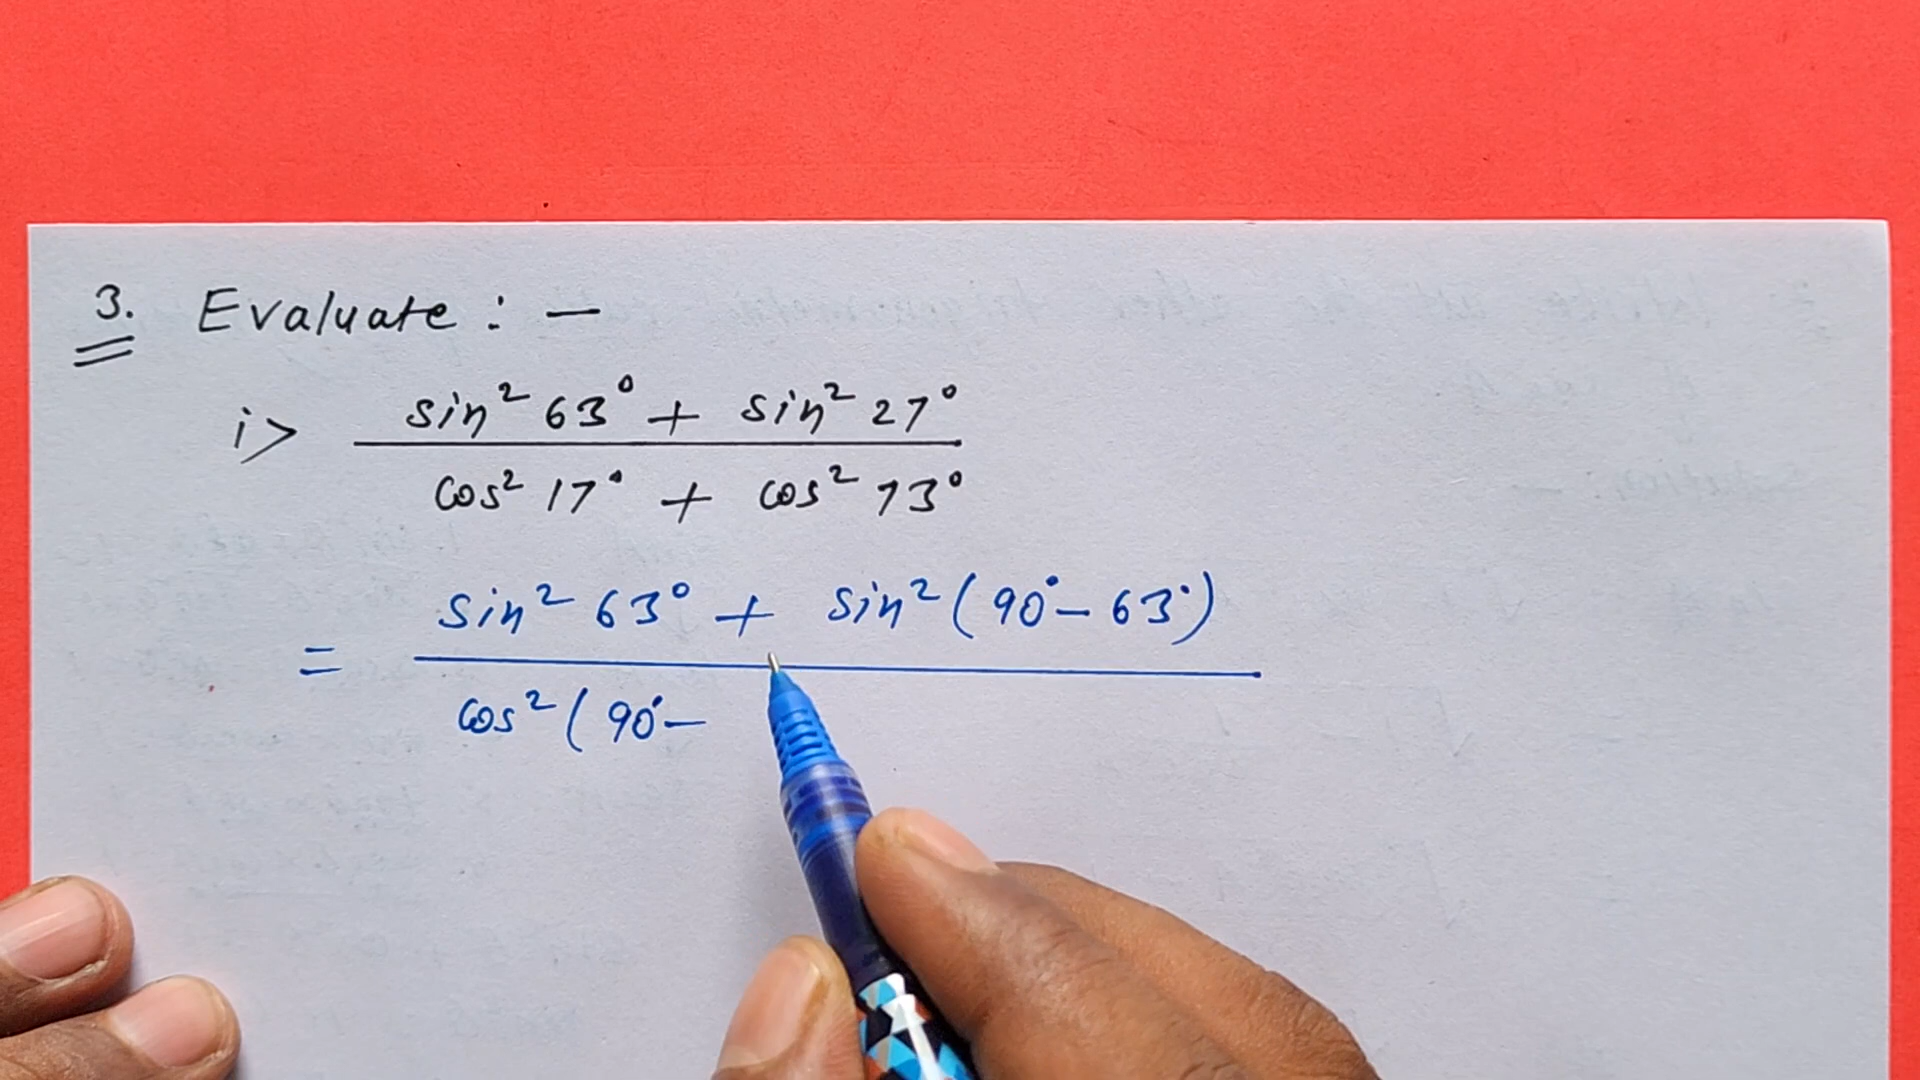 3. Evaluate : —
i> sin² 63° + sin² 27°
cos² 17° + cos² 73°
= sin² 63° + sin² (90° − 63°)
cos² ( 90° −